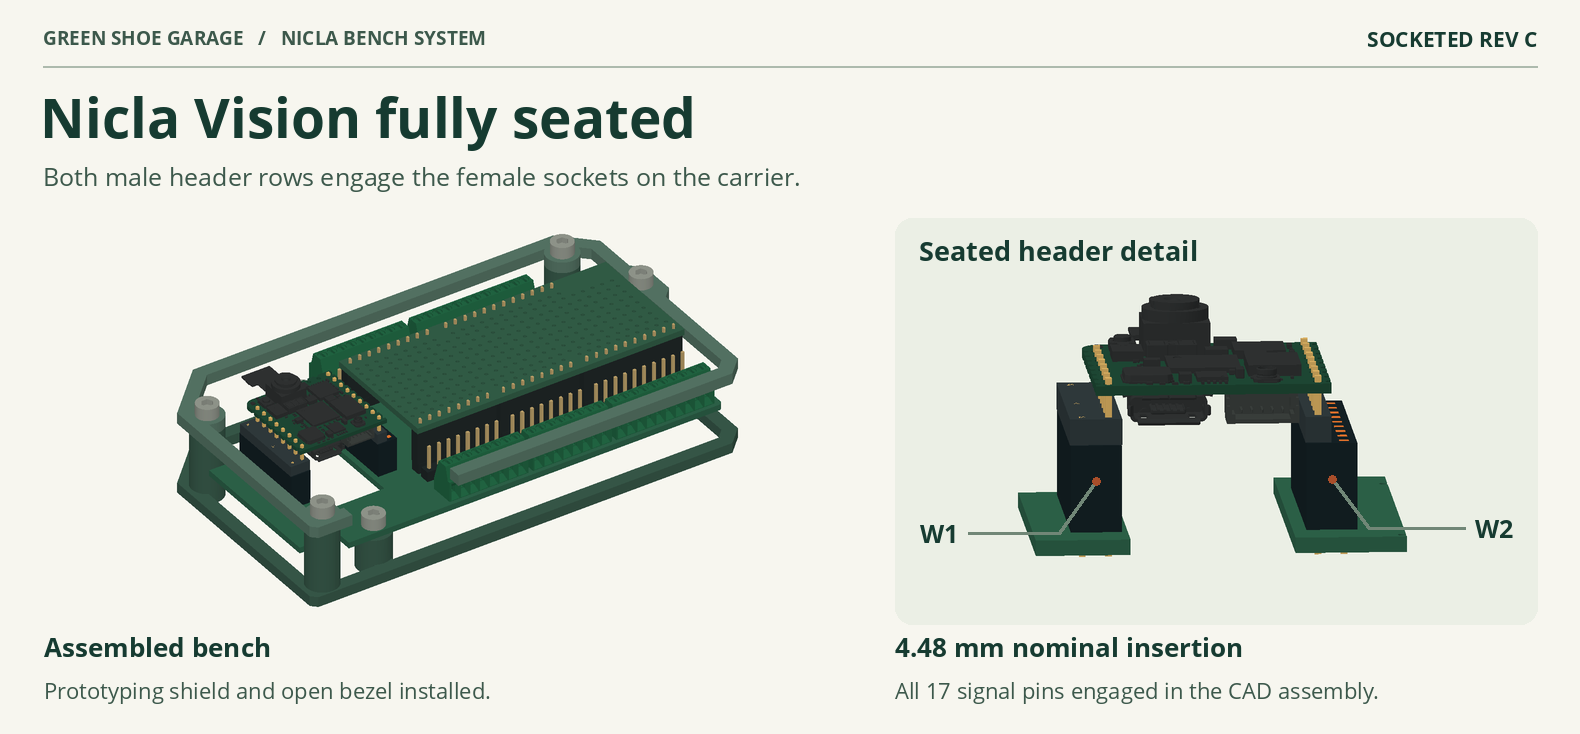 GREEN SHOE GARAGE / NICLA BENCH SYSTEM
SOCKETED REV C
Nicla Vision fully seated
Both male header rows engage the female sockets on the carrier.
Seated header detail
W1
W2
Assembled bench
Prototyping shield and open bezel installed.
4.48 mm nominal insertion
All 17 signal pins engaged in the CAD assembly.